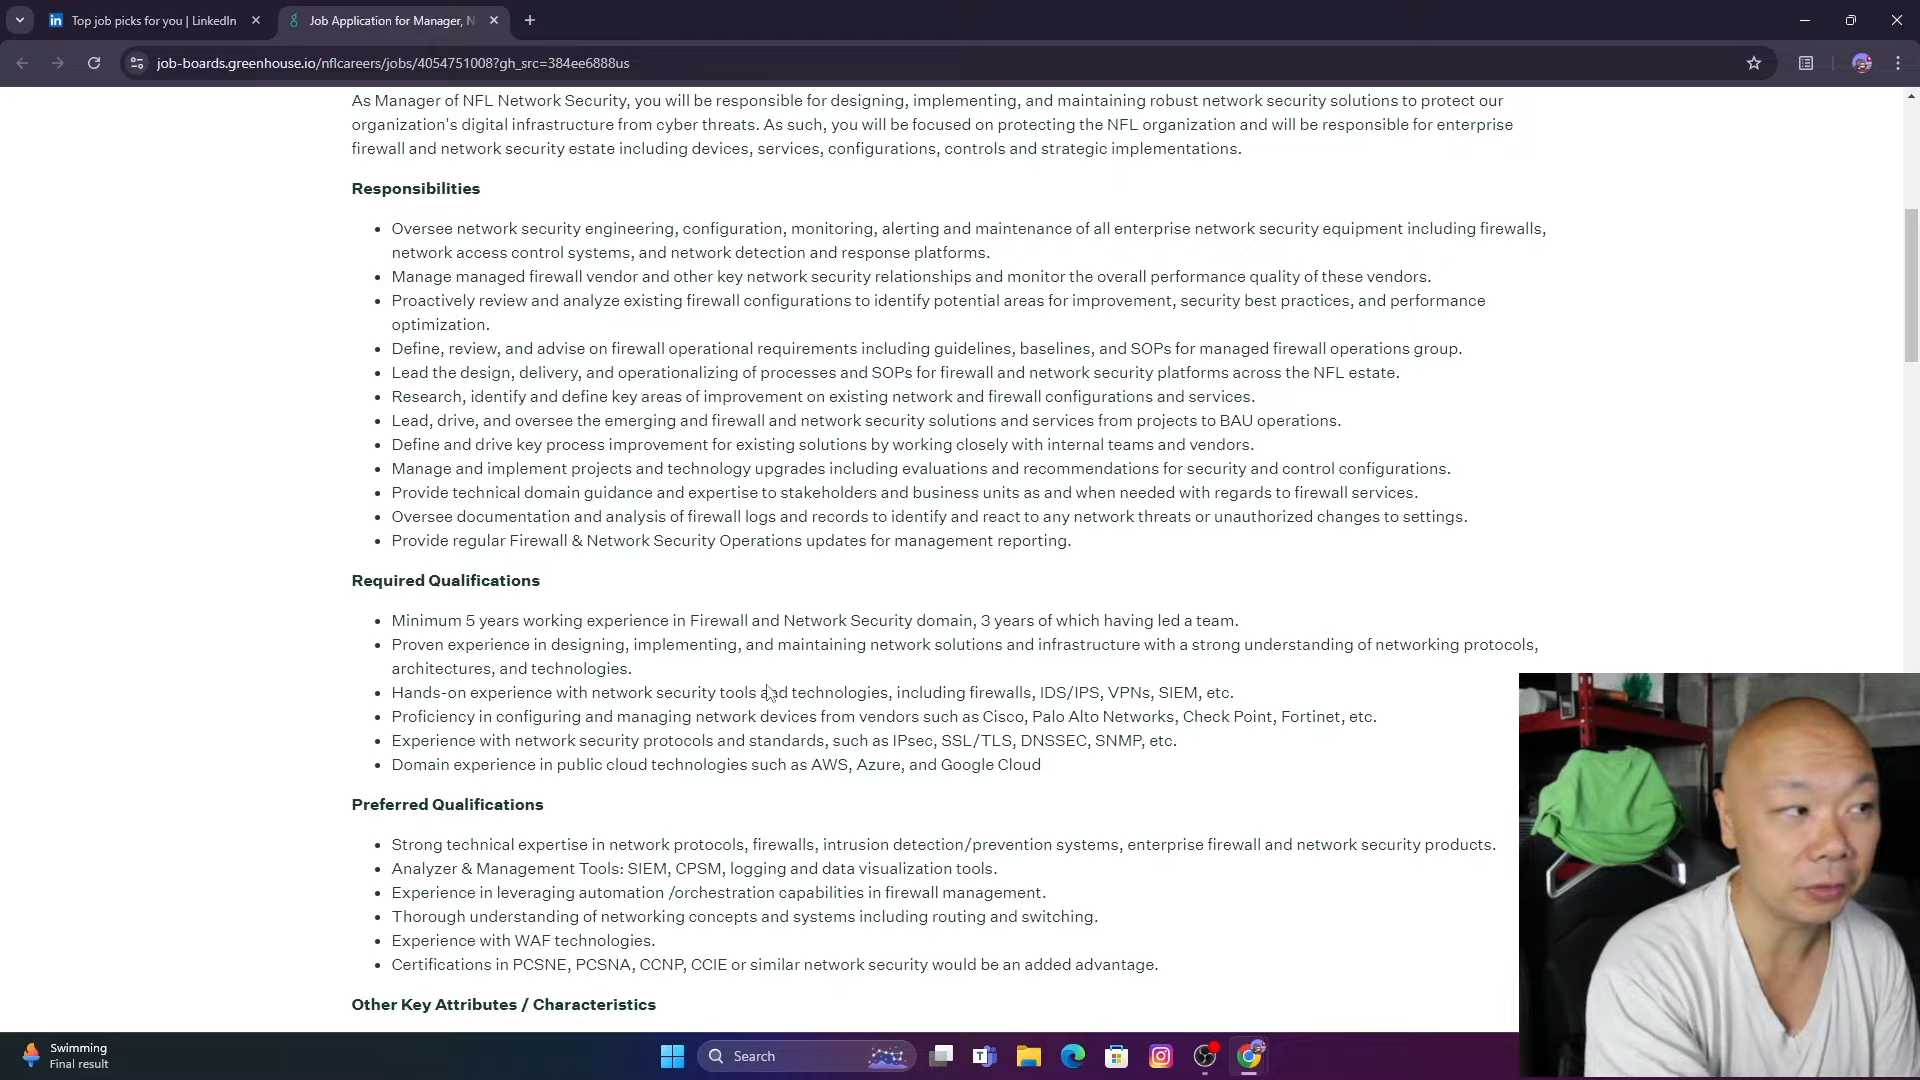 Top job picks for you | LinkedIn
Job Application for Manager, N
job-boards.greenhouse.io/nflcareers/jobs/4054751008?gh_src=384ee6888us
As Manager of NFL Network Security, you will be responsible for designing, implementing, and maintaining robust network security solutions to protect our
organization's digital infrastructure from cyber threats. As such, you will be focused on protecting the NFL organization and will be responsible for enterprise
firewall and network security estate including devices, services, configurations, controls and strategic implementations.
Responsibilities
• Oversee network security engineering, configuration, monitoring, alerting and maintenance of all enterprise network security equipment including firewalls,
network access control systems, and network detection and response platforms.
• Manage managed firewall vendor and other key network security relationships and monitor the overall performance quality of these vendors.
• Proactively review and analyze existing firewall configurations to identify potential areas for improvement, security best practices, and performance
optimization.
• Define, review, and advise on firewall operational requirements including guidelines, baselines, and SOPs for managed firewall operations group.
• Lead the design, delivery, and operationalizing of processes and SOPs for firewall and network security platforms across the NFL estate.
• Research, identify and define key areas of improvement on existing network and firewall configurations and services.
• Lead, drive, and oversee the emerging and firewall and network security solutions and services from projects to BAU operations.
• Define and drive key process improvement for existing solutions by working closely with internal teams and vendors.
• Manage and implement projects and technology upgrades including evaluations and recommendations for security and control configurations.
• Provide technical domain guidance and expertise to stakeholders and business units as and when needed with regards to firewall services.
• Oversee documentation and analysis of firewall logs and records to identify and react to any network threats or unauthorized changes to settings.
• Provide regular Firewall & Network Security Operations updates for management reporting.
Required Qualifications
• Minimum 5 years working experience in Firewall and Network Security domain, 3 years of which having led a team.
• Proven experience in designing, implementing, and maintaining network solutions and infrastructure with a strong understanding of networking protocols,
architectures, and technologies.
• Hands-on experience with network security tools and technologies, including firewalls, IDS/IPS, VPNs, SIEM, etc.
• Proficiency in configuring and managing network devices from vendors such as Cisco, Palo Alto Networks, Check Point, Fortinet, etc.
• Experience with network security protocols and standards, such as IPsec, SSL/TLS, DNSSEC, SNMP, etc.
• Domain experience in public cloud technologies such as AWS, Azure, and Google Cloud
Preferred Qualifications
• Strong technical expertise in network protocols, firewalls, intrusion detection/prevention systems, enterprise firewall and network security products.
• Analyzer & Management Tools: SIEM, CPSM, logging and data visualization tools.
• Experience in leveraging automation /orchestration capabilities in firewall management.
• Thorough understanding of networking concepts and systems including routing and switching.
• Experience with WAF technologies.
• Certifications in PCSNE, PCSNA, CCNP, CCIE or similar network security would be an added advantage.
Other Key Attributes / Characteristics
Swimming
Final result
Search